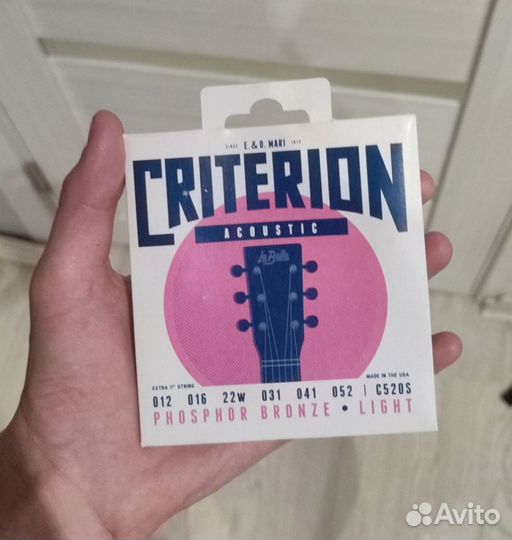 SINCE E. & O. MARI 1913
CRITERION
ACOUSTIC
La Bella
EXTRA 1ST STRING
MADE IN THE USA
012 016 22W 031 041 052 | C520S
PHOSPHOR BRONZE • LIGHT
Avito